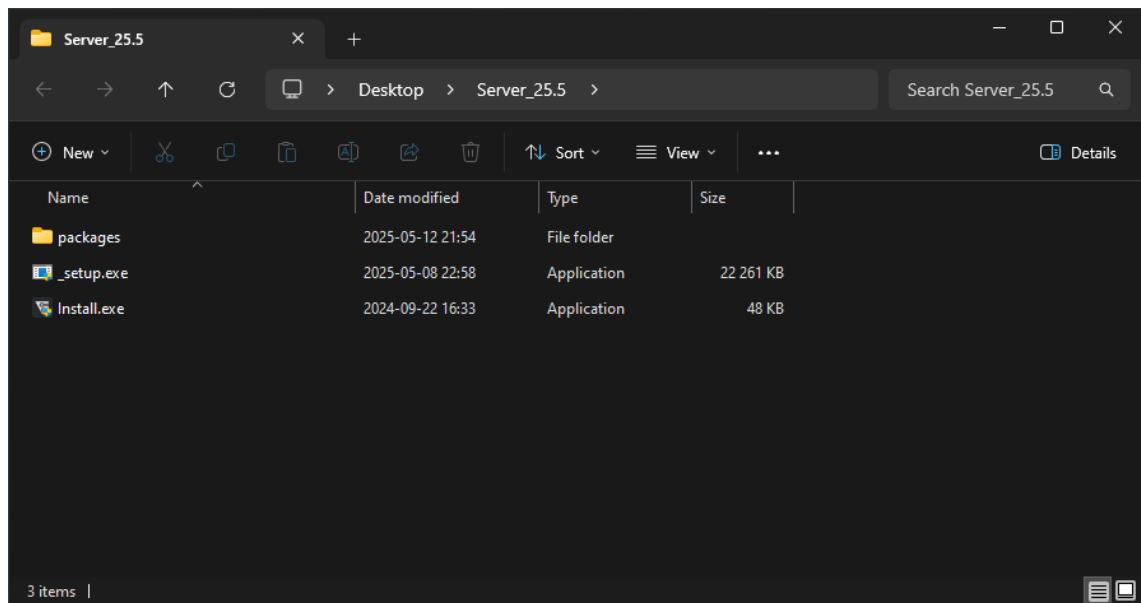 Server_25.5
Desktop > Server_25.5 > Search Server_25.5
New Sort View ... Details
Name Date modified Type Size
packages 2025-05-12 21:54 File folder
_setup.exe 2025-05-08 22:58 Application 22 261 KB
Install.exe 2024-09-22 16:33 Application 48 KB
3 items